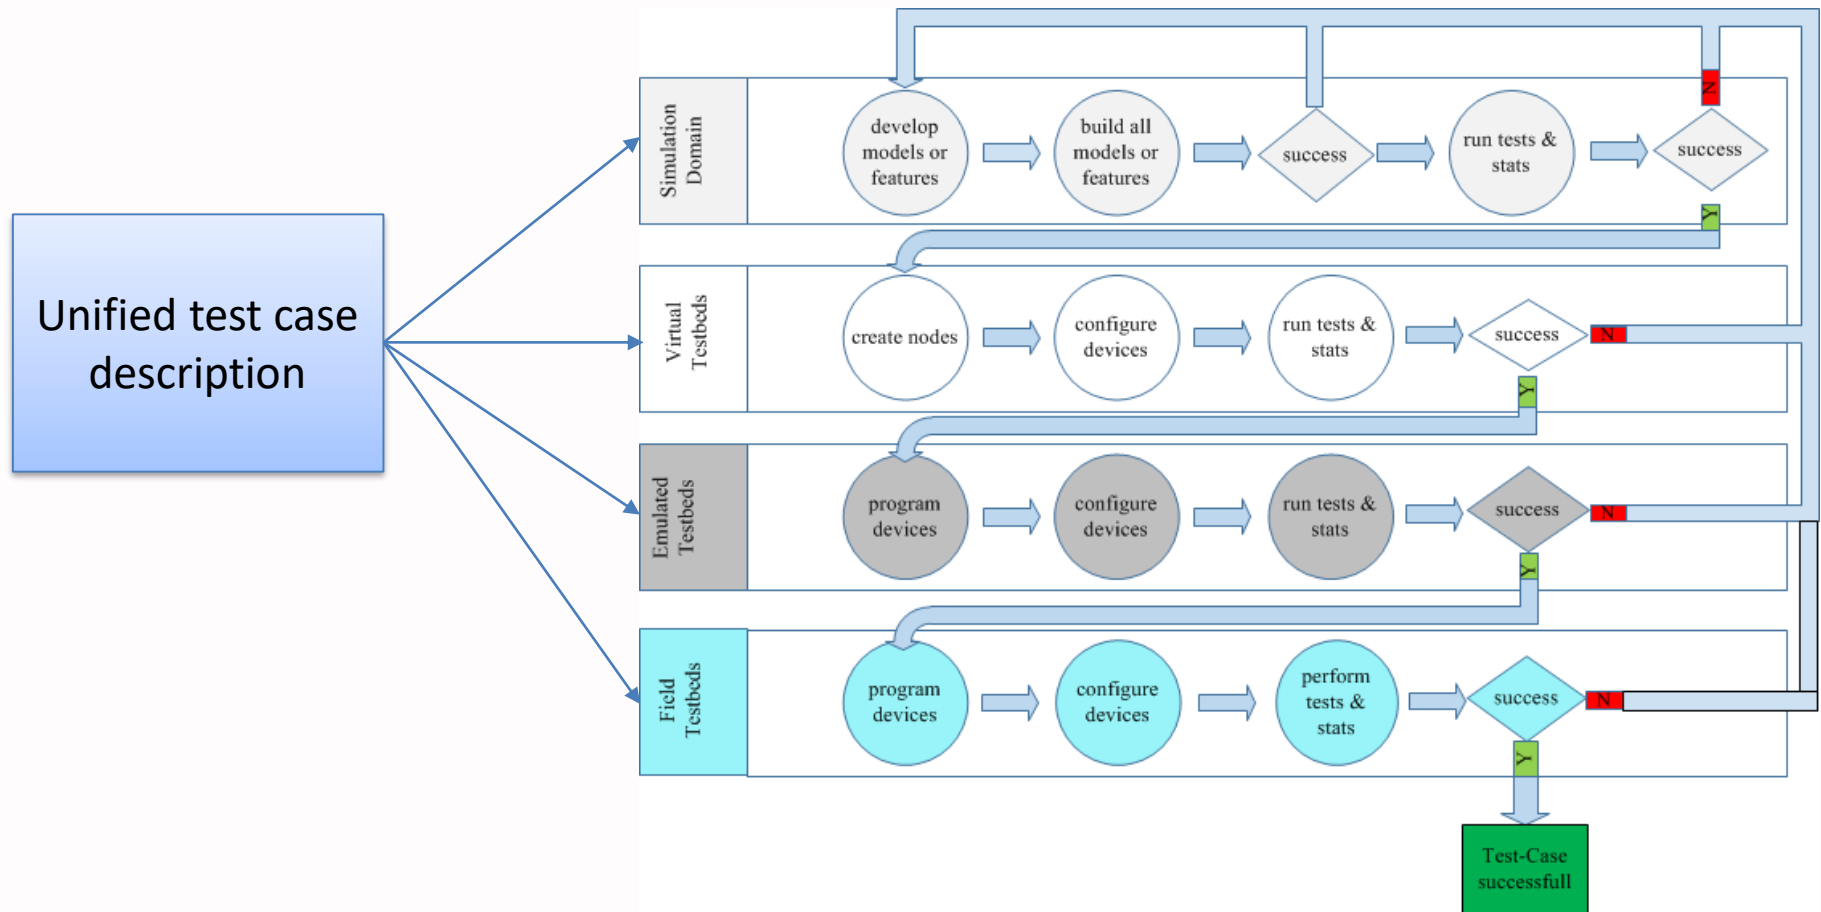 Unified test case
description
Simulation
Domain
develop
models or
features
build all
models or
features
success
run tests &
stats
success
N
Y
Virtual
Testbeds
create nodes
configure
devices
run tests &
stats
success
N
Y
Emulated
Testbeds
program
devices
configure
devices
run tests &
stats
success
N
Y
Field
Testbeds
program
devices
configure
devices
perform
tests &
stats
success
N
Y
Test-Case
successfull